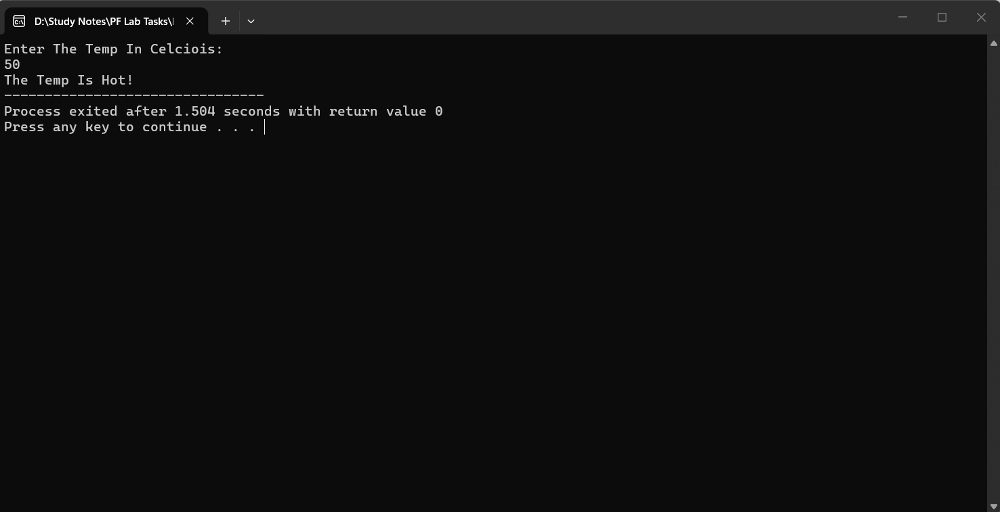 D:\Study Notes\PF Lab Tasks\
Enter The Temp In Celciois:
50
The Temp Is Hot!
--------------------------------
Process exited after 1.504 seconds with return value 0
Press any key to continue . . .